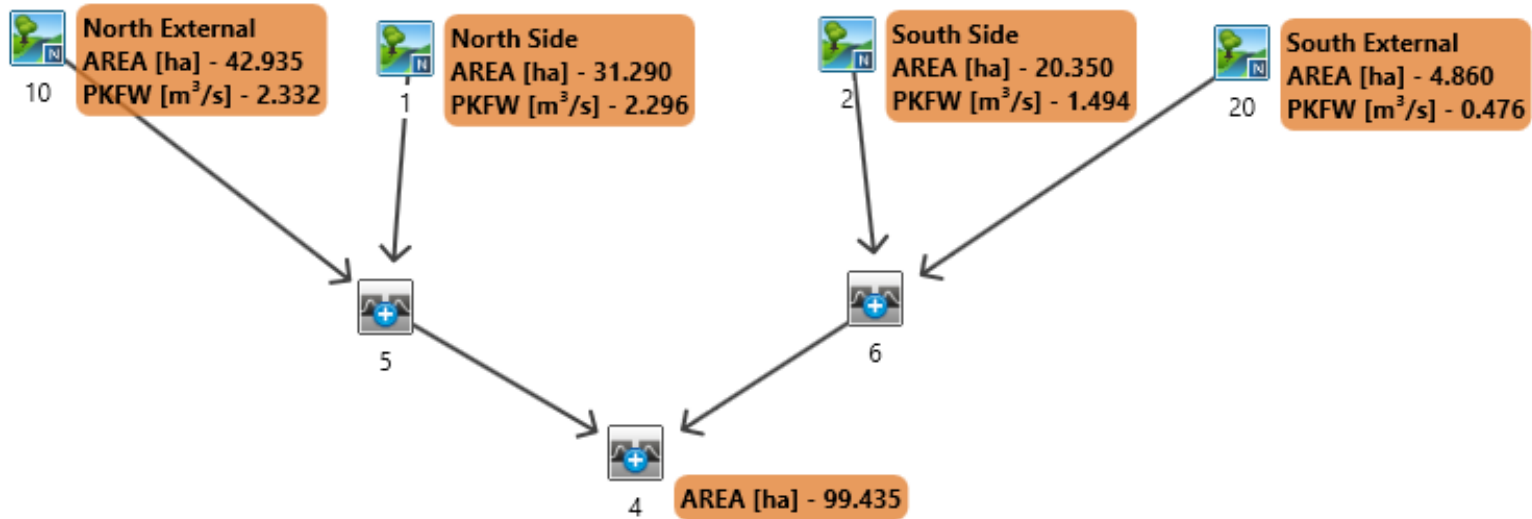 North External
AREA [ha] - 42.935
PKFW [m³/s] - 2.332
N
10
North Side
AREA [ha] - 31.290
PKFW [m³/s] - 2.296
N
1
South Side
AREA [ha] - 20.350
PKFW [m³/s] - 1.494
N
2
South External
AREA [ha] - 4.860
PKFW [m³/s] - 0.476
N
20
5
6
4
AREA [ha] - 99.435